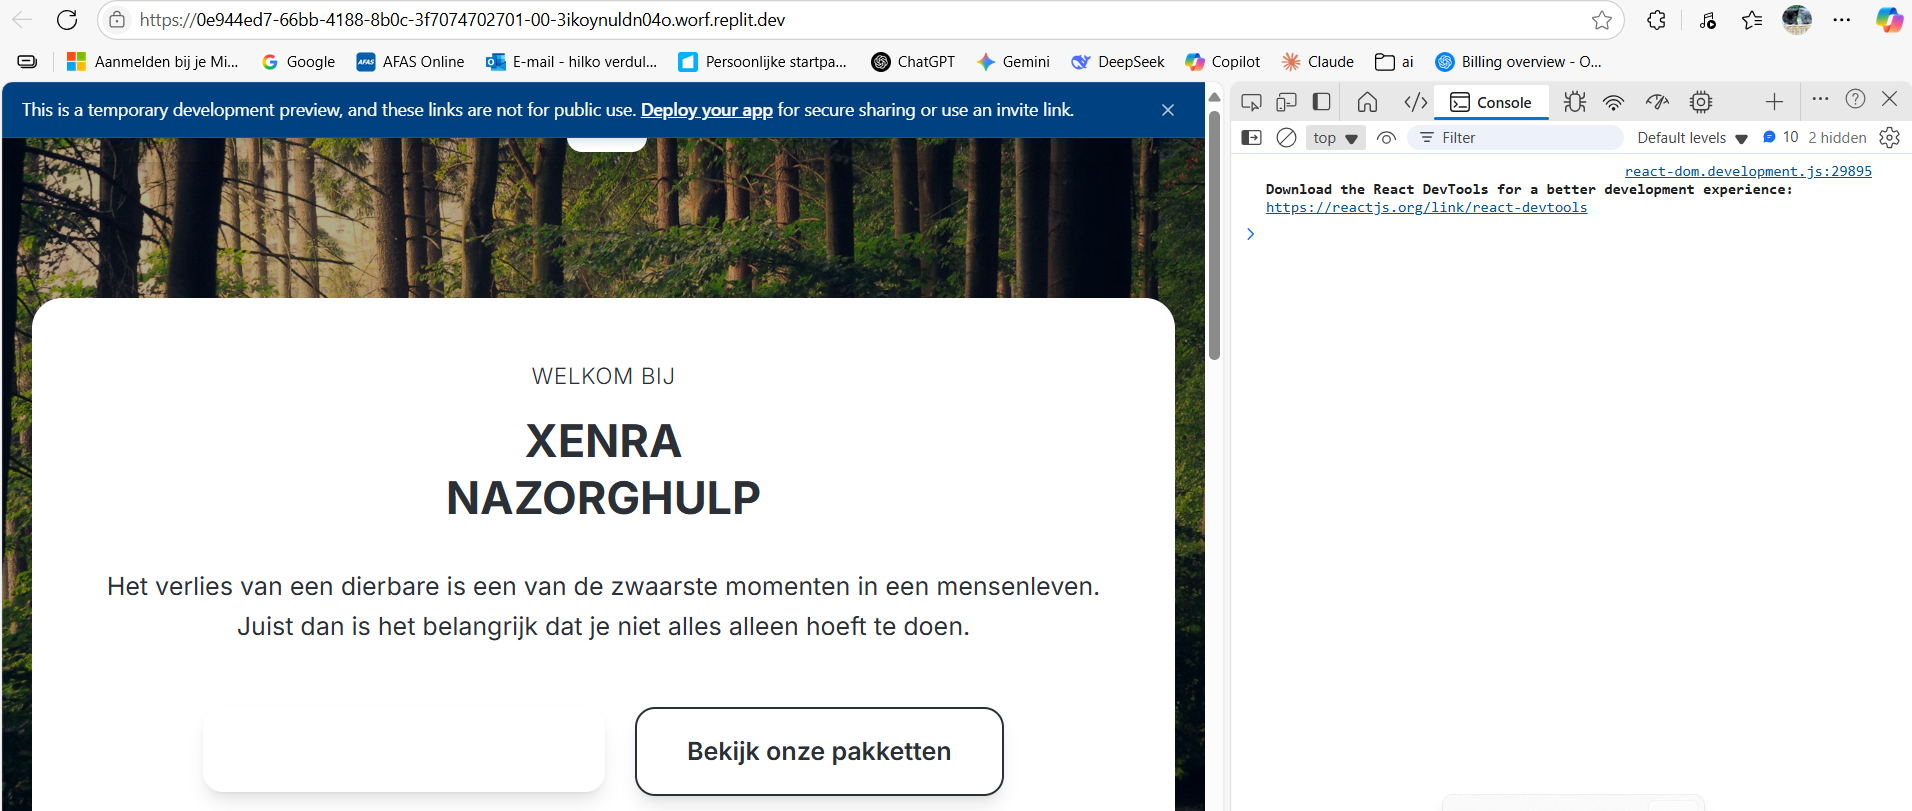 https://0e944ed7-66bb-4188-8b0c-3f7074702701-00-3ikoynuldn04o.worf.replit.dev
Aanmelden bij je Mi...
Google
AFAS
AFAS Online
E-mail - hilko verdul...
Persoonlijke startpa...
ChatGPT
Gemini
DeepSeek
Copilot
Claude
ai
Billing overview - O...
This is a temporary development preview, and these links are not for public use. Deploy your app for secure sharing or use an invite link.
WELKOM BIJ
XENRA
NAZORGHULP
Het verlies van een dierbare is een van de zwaarste momenten in een mensenleven.
Juist dan is het belangrijk dat je niet alles alleen hoeft te doen.
Bekijk onze pakketten
Console
top
Filter
Default levels
10
2 hidden
react-dom.development.js:29895
Download the React DevTools for a better development experience:
https://reactjs.org/link/react-devtools